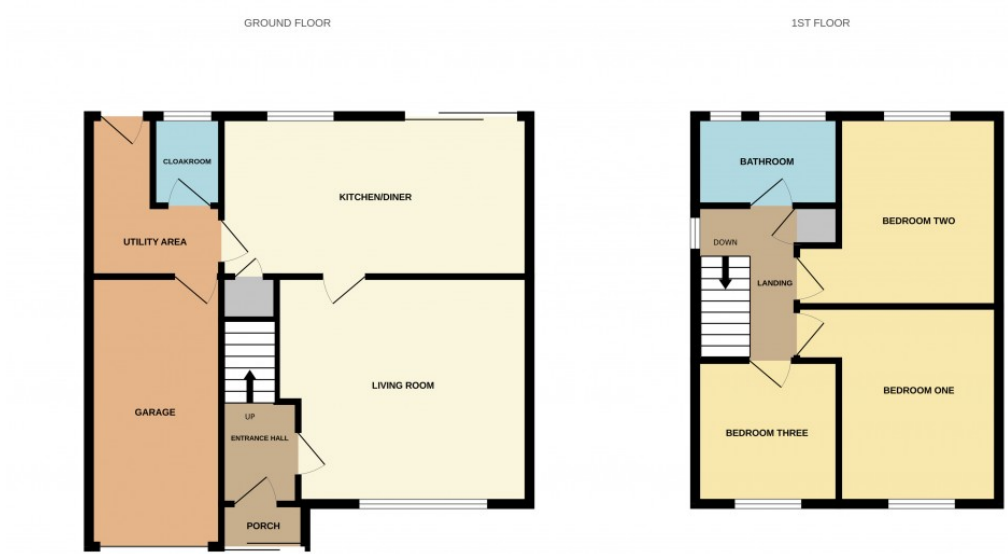 GROUND FLOOR
CLOAKROOM
KITCHEN/DINER
UTILITY AREA
LIVING ROOM
GARAGE
UP
ENTRANCE HALL
PORCH
1ST FLOOR
BATHROOM
BEDROOM TWO
DOWN
LANDING
BEDROOM ONE
BEDROOM THREE